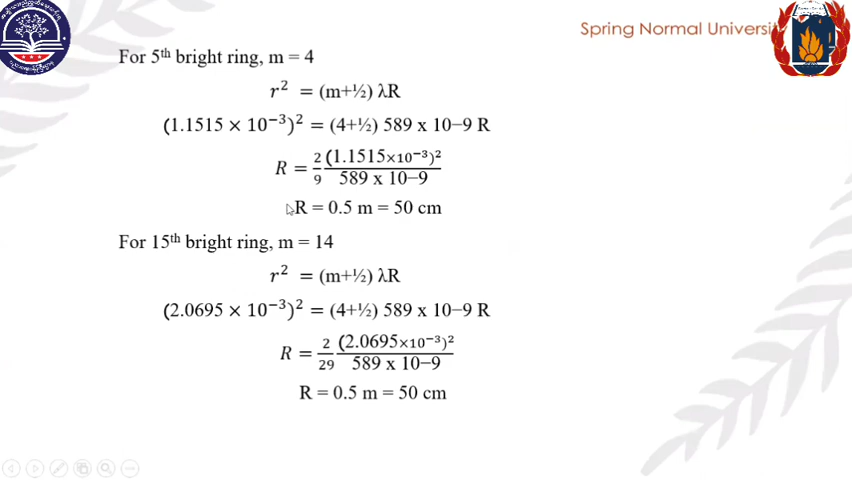 Spring Normal Universi
For 5th bright ring, m = 4
r² = (m+½) λR
(1.1515 × 10⁻³)² = (4+½) 589 x 10–9 R
R = 2/9 (1.1515×10⁻³)² / 589 x 10–9
R = 0.5 m = 50 cm
For 15th bright ring, m = 14
r² = (m+½) λR
(2.0695 × 10⁻³)² = (4+½) 589 x 10–9 R
R = 2/29 (2.0695×10⁻³)² / 589 x 10–9
R = 0.5 m = 50 cm